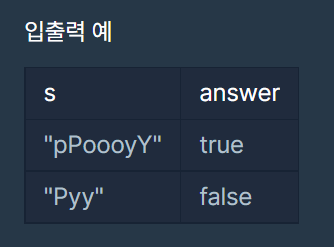 입출력 예
s answer
"pPoooyY" true
"Pyy" false